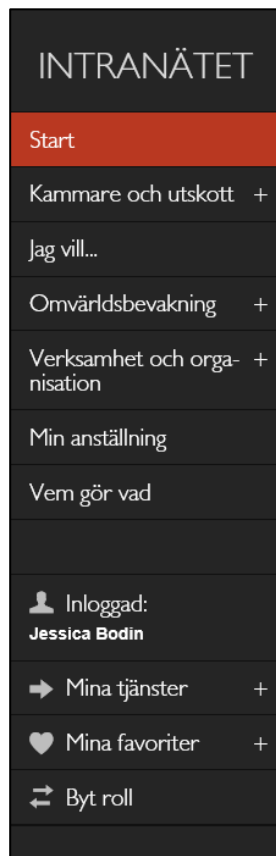 INTRANÄTET
Start
Kammare och utskott +
Jag vill...
Omvärldsbevakning +
Verksamhet och orga- +
nisation
Min anställning
Vem gör vad
Inloggad:
Jessica Bodin
Mina tjänster +
Mina favoriter +
Byt roll